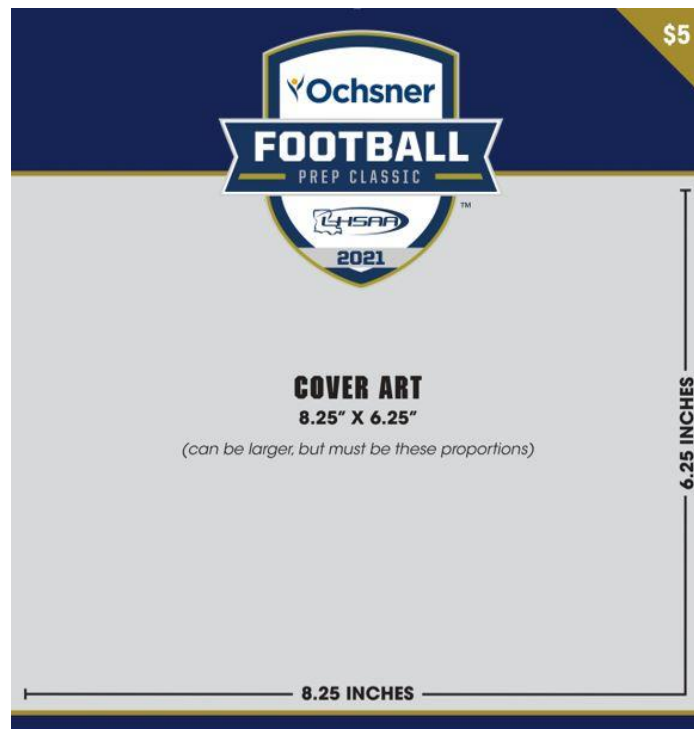 $5
Ochsner
FOOTBALL
PREP CLASSIC
TM
LHSAA
2021
COVER ART
8.25” X 6.25”
(can be larger, but must be these proportions)
6.25 INCHES
8.25 INCHES